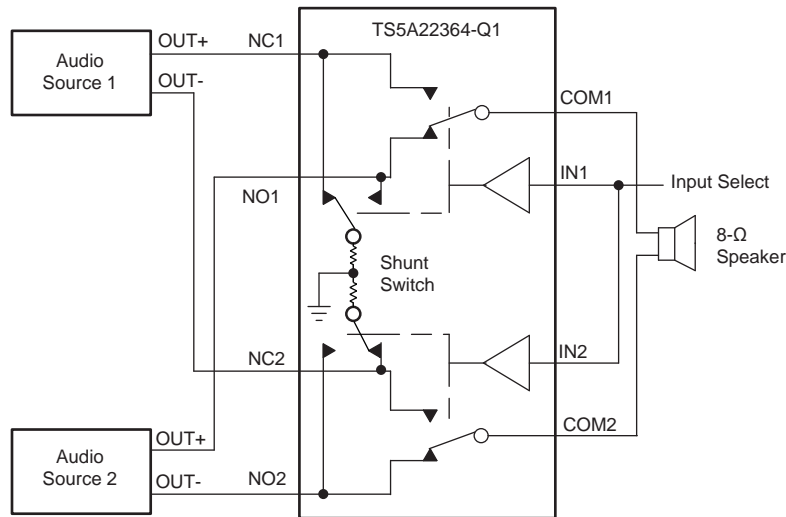 TS5A22364-Q1
Audio
Source 1
OUT+
OUT-
NC1
COM1
NO1
IN1
Input Select
Shunt
Switch
8-Ω
Speaker
NC2
IN2
COM2
Audio
Source 2
OUT+
OUT-
NO2